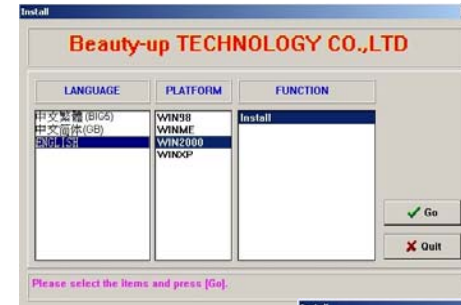 Install
Beauty-up TECHNOLOGY CO.,LTD
LANGUAGE PLATFORM FUNCTION
中文繁體(BIG5)
中文简体(GB)
ENGLISH
WIN98
WINME
WIN2000
WINXP
Install
Go
Quit
Please select the items and press [Go].